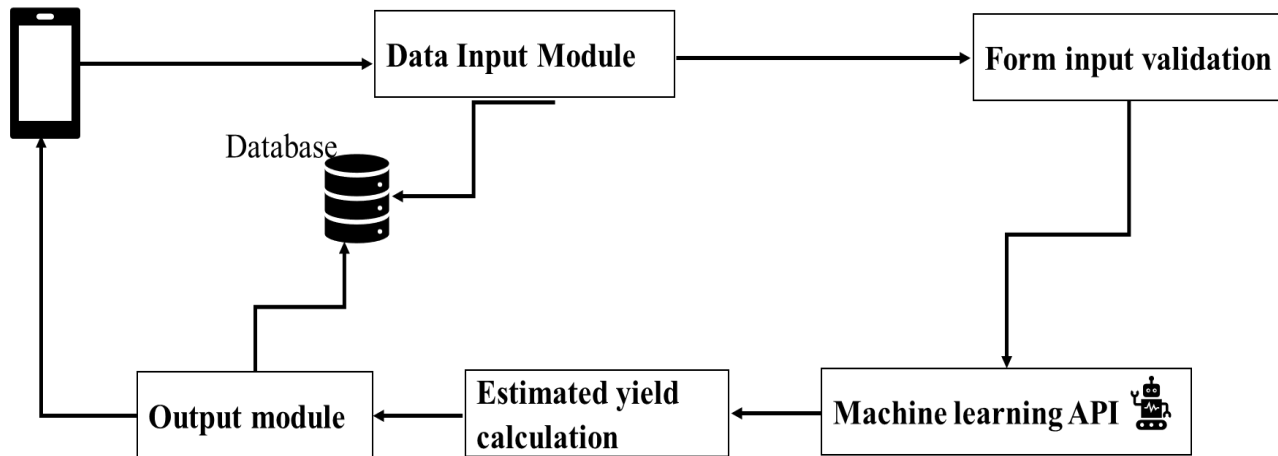 Data Input Module
Form input validation
Database
Output module
Estimated yield
calculation
Machine learning API